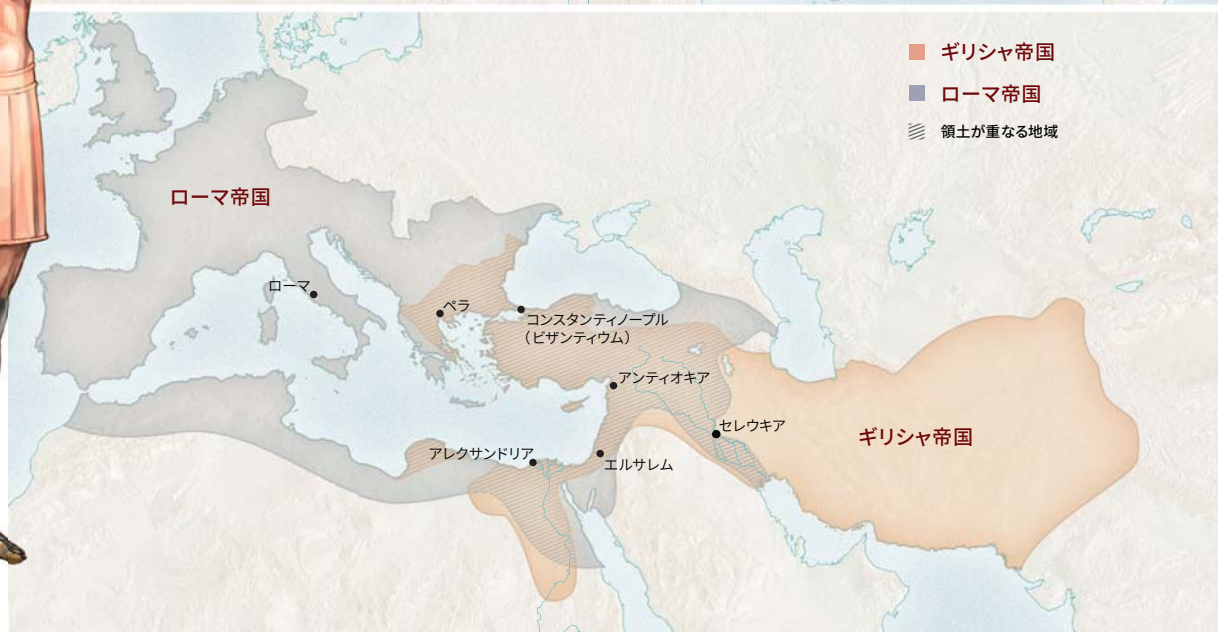 ギリシャ帝国
ローマ帝国
領土が重なる地域
ローマ帝国
ローマ
ペラ
コンスタンティノープル
（ビザンティウム）
アンティオキア
セレウキア
ギリシャ帝国
アレクサンドリア
エルサレム